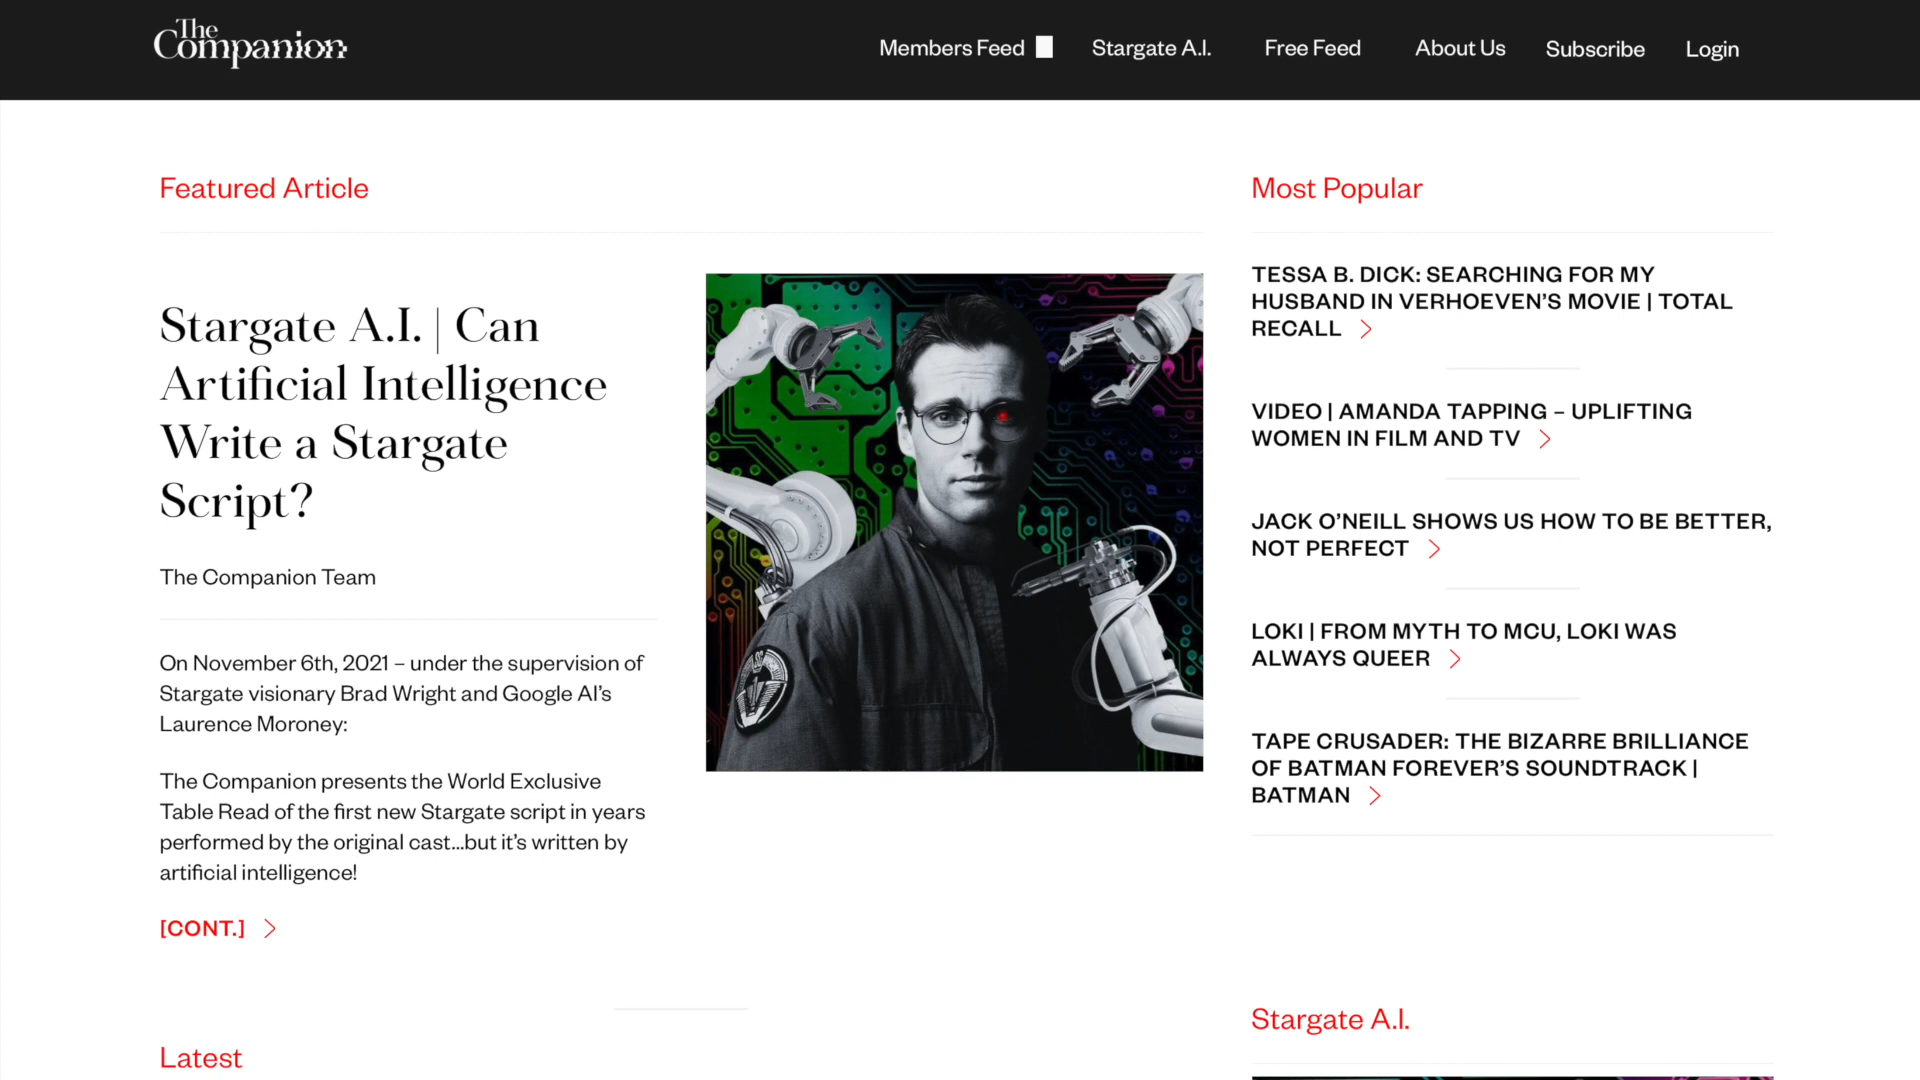 The
Companion
Members Feed
Stargate A.I.
Free Feed
About Us
Subscribe
Login
Featured Article
Stargate A.I. | Can
Artificial Intelligence
Write a Stargate
Script?
The Companion Team
On November 6th, 2021 – under the supervision of
Stargate visionary Brad Wright and Google AI’s
Laurence Moroney:
The Companion presents the World Exclusive
Table Read of the first new Stargate script in years
performed by the original cast…but it’s written by
artificial intelligence!
[CONT.]
Latest
Most Popular
TESSA B. DICK: SEARCHING FOR MY
HUSBAND IN VERHOEVEN’S MOVIE | TOTAL
RECALL
VIDEO | AMANDA TAPPING – UPLIFTING
WOMEN IN FILM AND TV
JACK O’NEILL SHOWS US HOW TO BE BETTER,
NOT PERFECT
LOKI | FROM MYTH TO MCU, LOKI WAS
ALWAYS QUEER
TAPE CRUSADER: THE BIZARRE BRILLIANCE
OF BATMAN FOREVER’S SOUNDTRACK |
BATMAN
Stargate A.I.